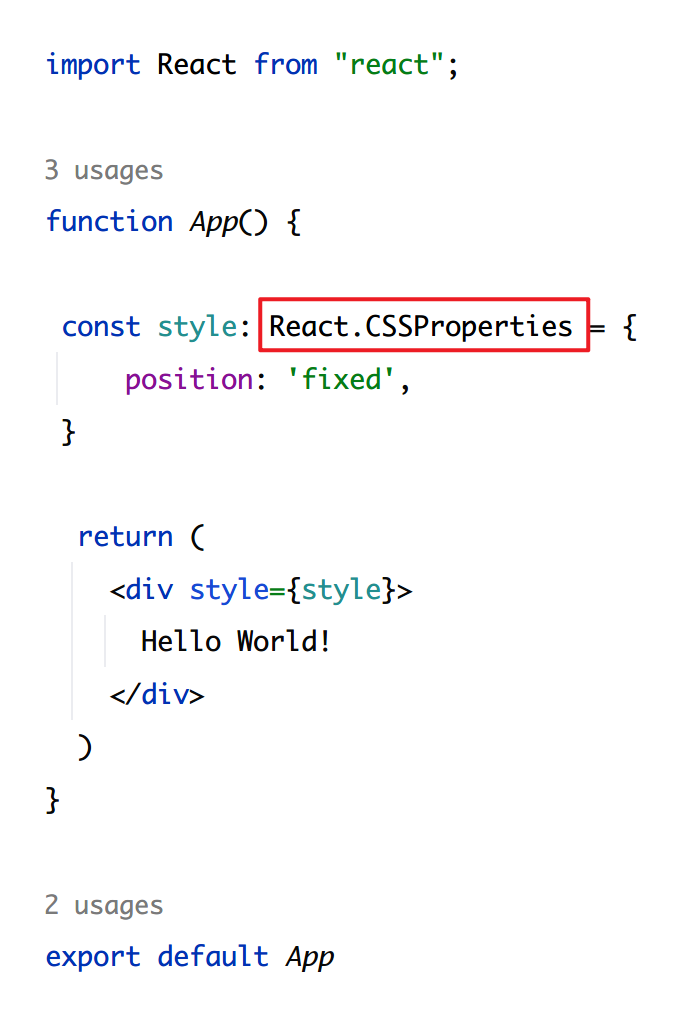 import React from "react";
3 usages
function App() {
const style: React.CSSProperties = {
position: 'fixed',
}
return (
<div style={style}>
Hello World!
</div>
)
}
2 usages
export default App